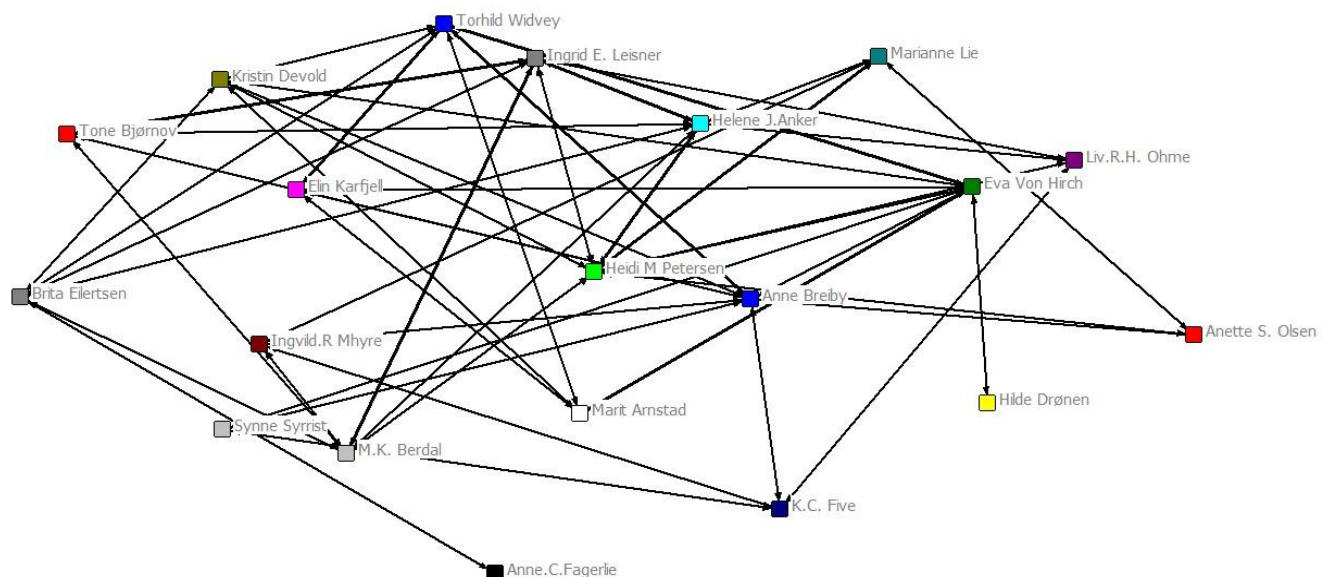 Torhild Widvey
Ingrid E. Leisner
Marianne Lie
Kristin Devold
Helene J.Anker
Tone Bjørnov
Liv.R.H. Ohme
Elin Karfjell
Eva Von Hirch
Heidi M Petersen
Brita Eilertsen
Anne Breiby
Anette S. Olsen
Ingvild.R Mhyre
Hilde Drønen
Marit Arnstad
Synne Syrrist
M.K. Berdal
K.C. Five
Anne.C.Fagerlie